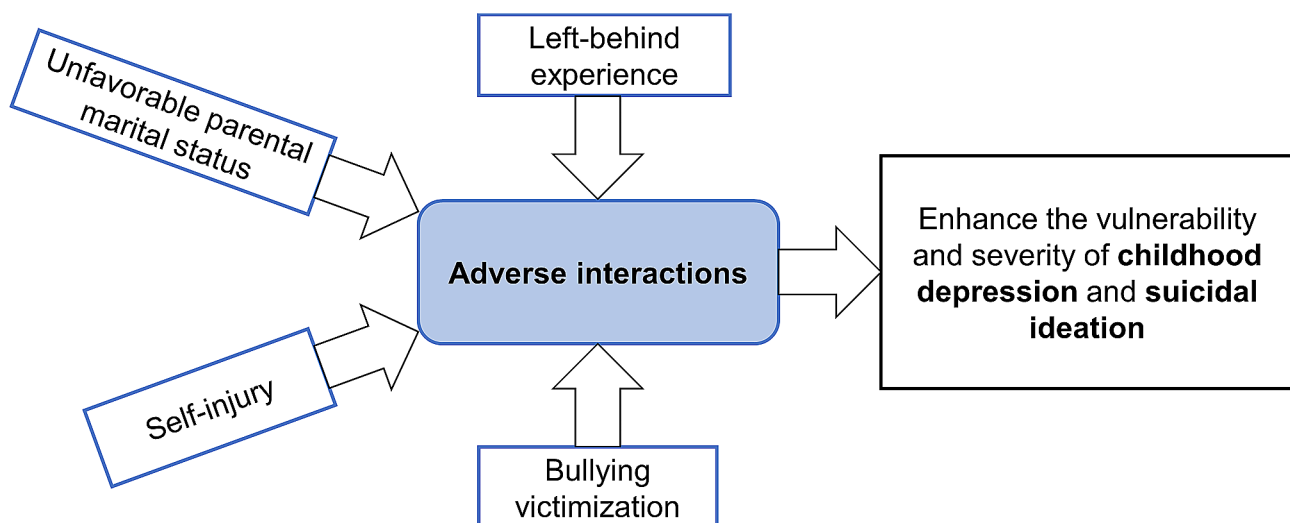 Left-behind
experience
Unfavorable parental
marital status
Adverse interactions
Enhance the vulnerability
and severity of childhood
depression and suicidal
ideation
Self-injury
Bullying
victimization